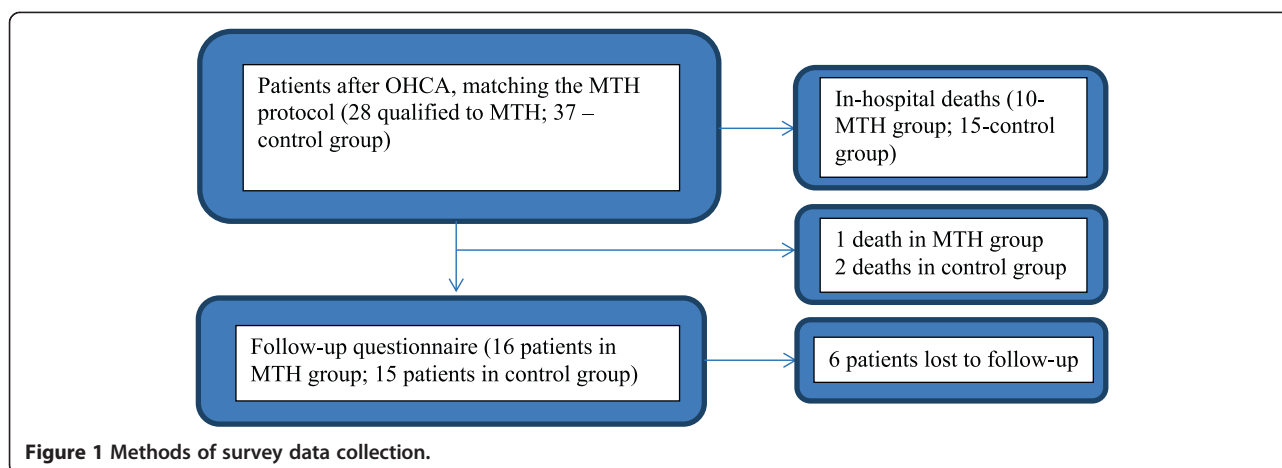 Patients after OHCA, matching the MTH
protocol (28 qualified to MTH; 37 –
control group)
In-hospital deaths (10-
MTH group; 15-control
group)
1 death in MTH group
2 deaths in control group
Follow-up questionnaire (16 patients in
MTH group; 15 patients in control group)
6 patients lost to follow-up
Figure 1 Methods of survey data collection.